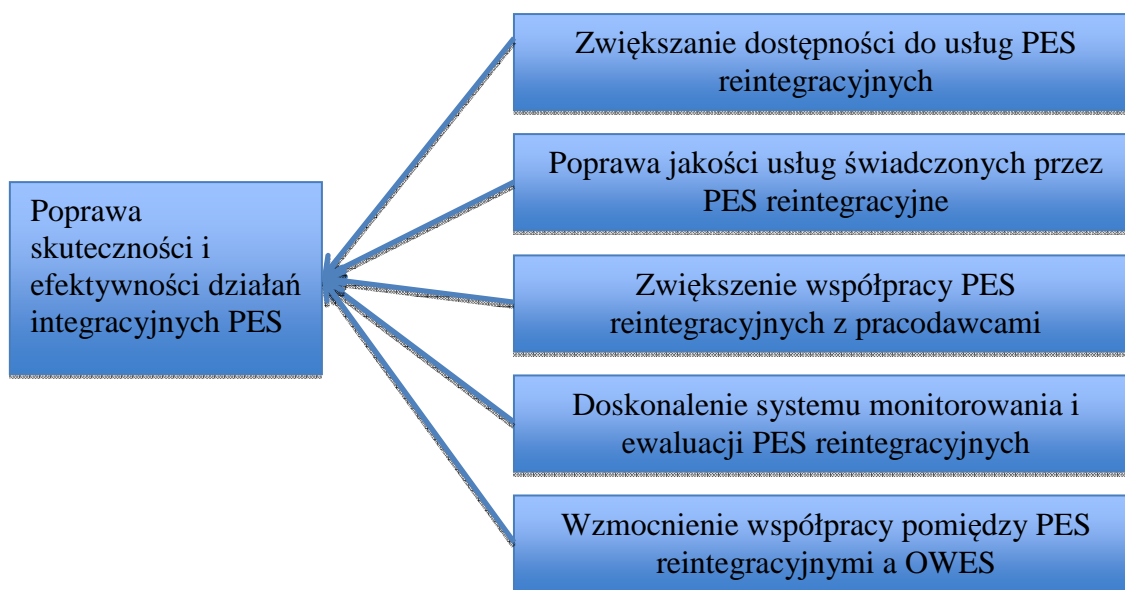 Zwiększanie dostępności do usług PES
reintegracyjnych
Poprawa jakości usług świadczonych przez
PES reintegracyjne
Poprawa
skuteczności i
efektywności działań
integracyjnych PES
Zwiększenie współpracy PES
reintegracyjnych z pracodawcami
Doskonalenie systemu monitorowania i
ewaluacji PES reintegracyjnych
Wzmocnienie współpracy pomiędzy PES
reintegracyjnymi a OWES